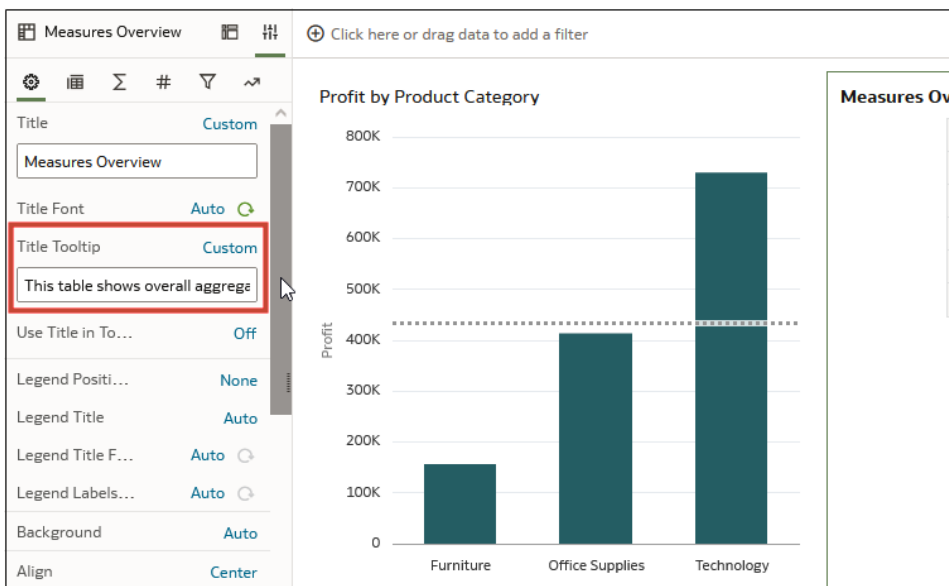 Measures Overview
Click here or drag data to add a filter
Title
Custom
Measures Overview
Title Font
Auto
Title Tooltip
Custom
This table shows overall aggrega
Use Title in To...
Off
Legend Positi...
None
Legend Title
Auto
Legend Title F...
Auto
Legend Labels...
Auto
Background
Auto
Align
Center
Profit by Product Category
800K
700K
600K
500K
400K
300K
200K
100K
0
Profit
Furniture
Office Supplies
Technology
Measures Ov